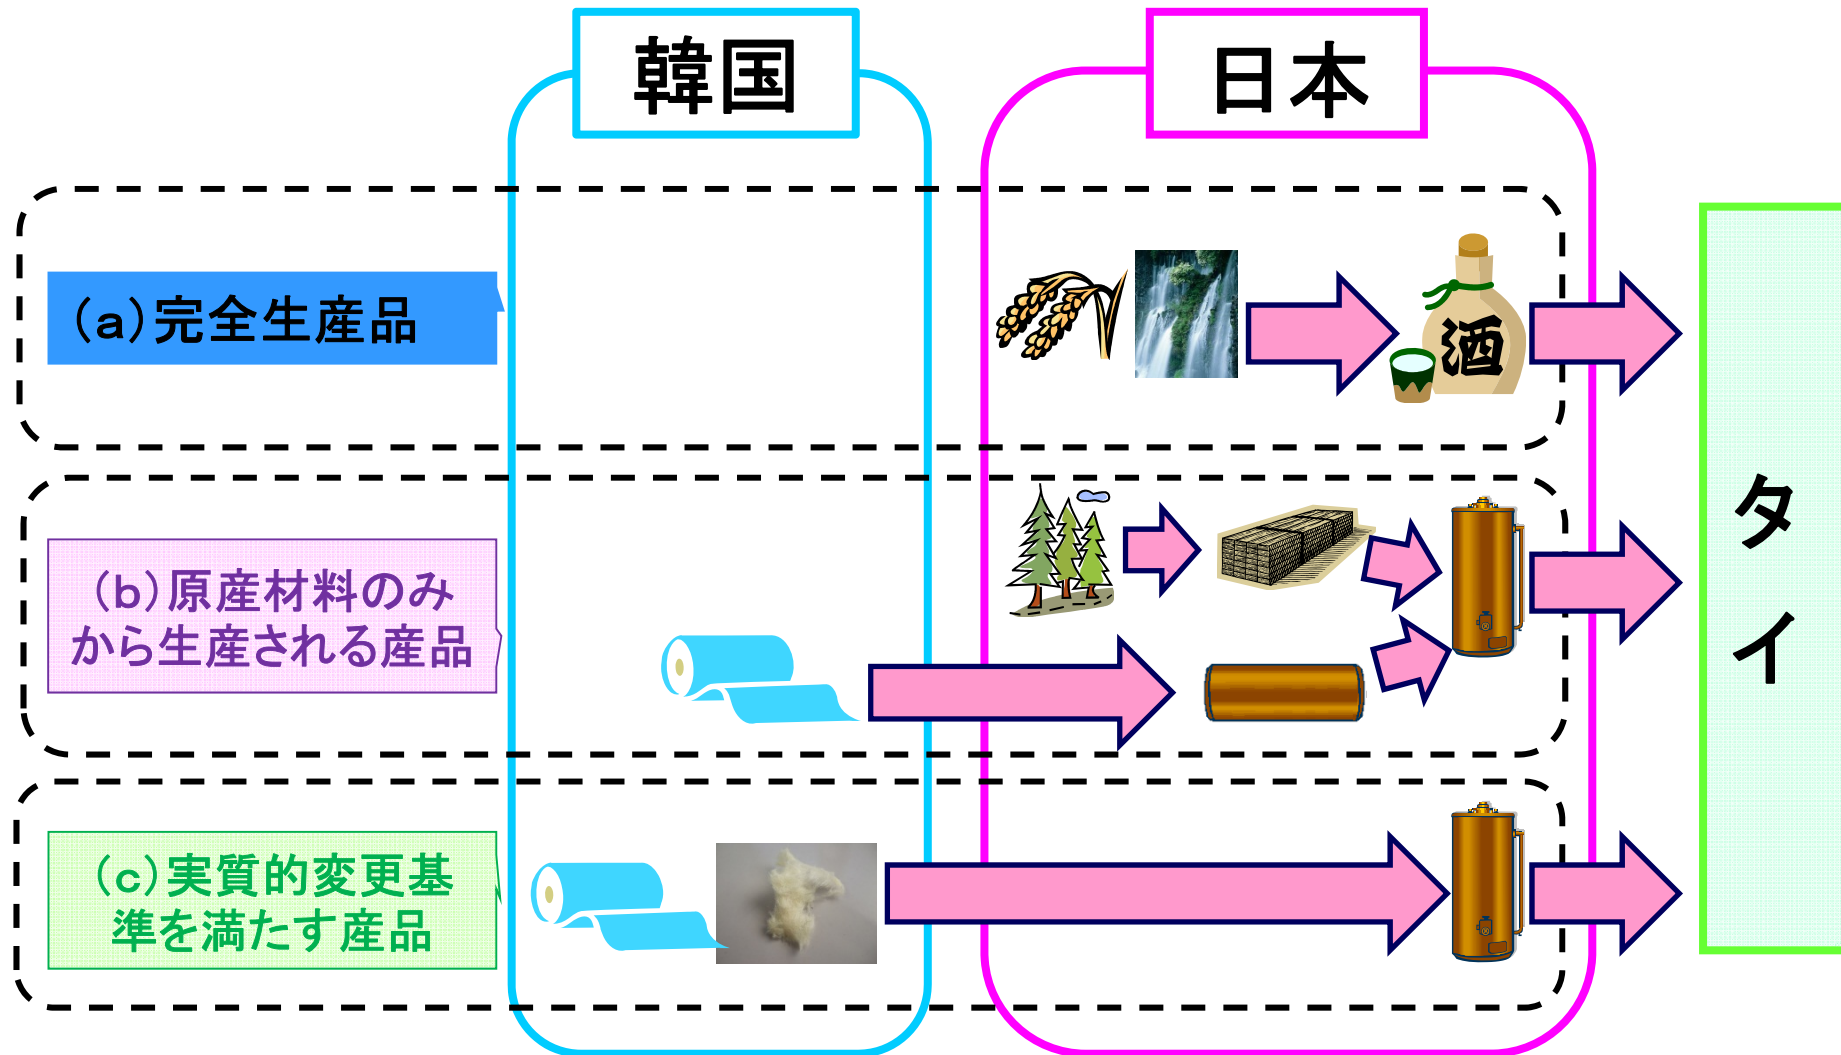 韓国
日本
(a)完全生産品
酒
(b)原産材料のみ
から生産される産品
(c)実質的変更基
準を満たす産品
タ
イ